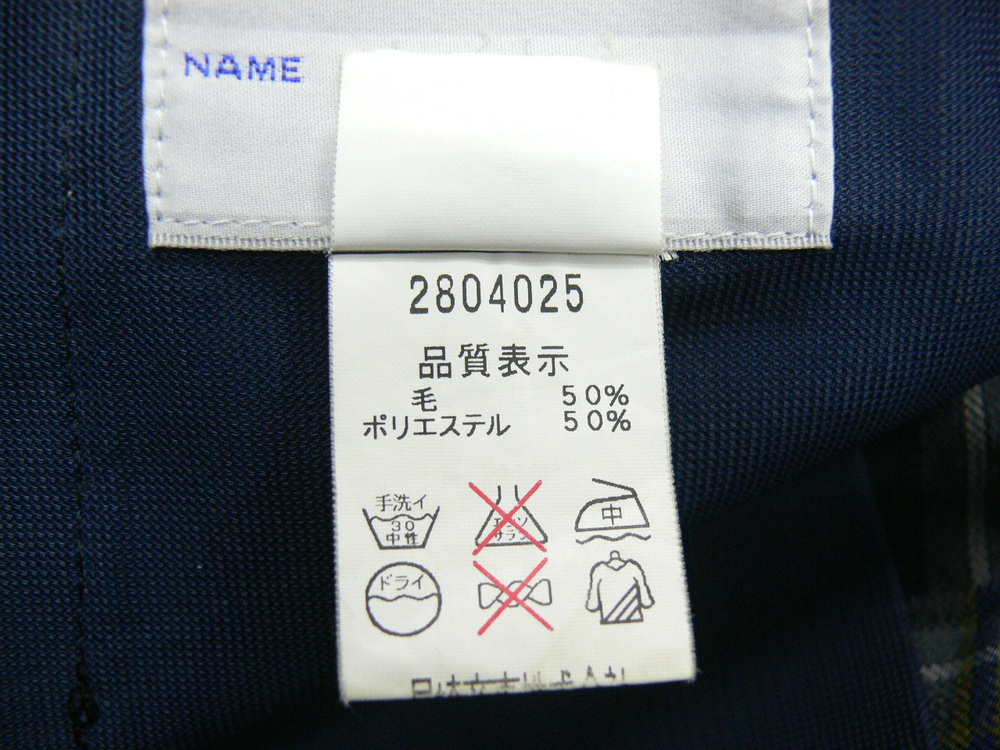 NAME
2804025
品質表示
毛 50%
ポリエステル 50%
手洗イ
30
中性
エンソ
サラシ
中
ドライ